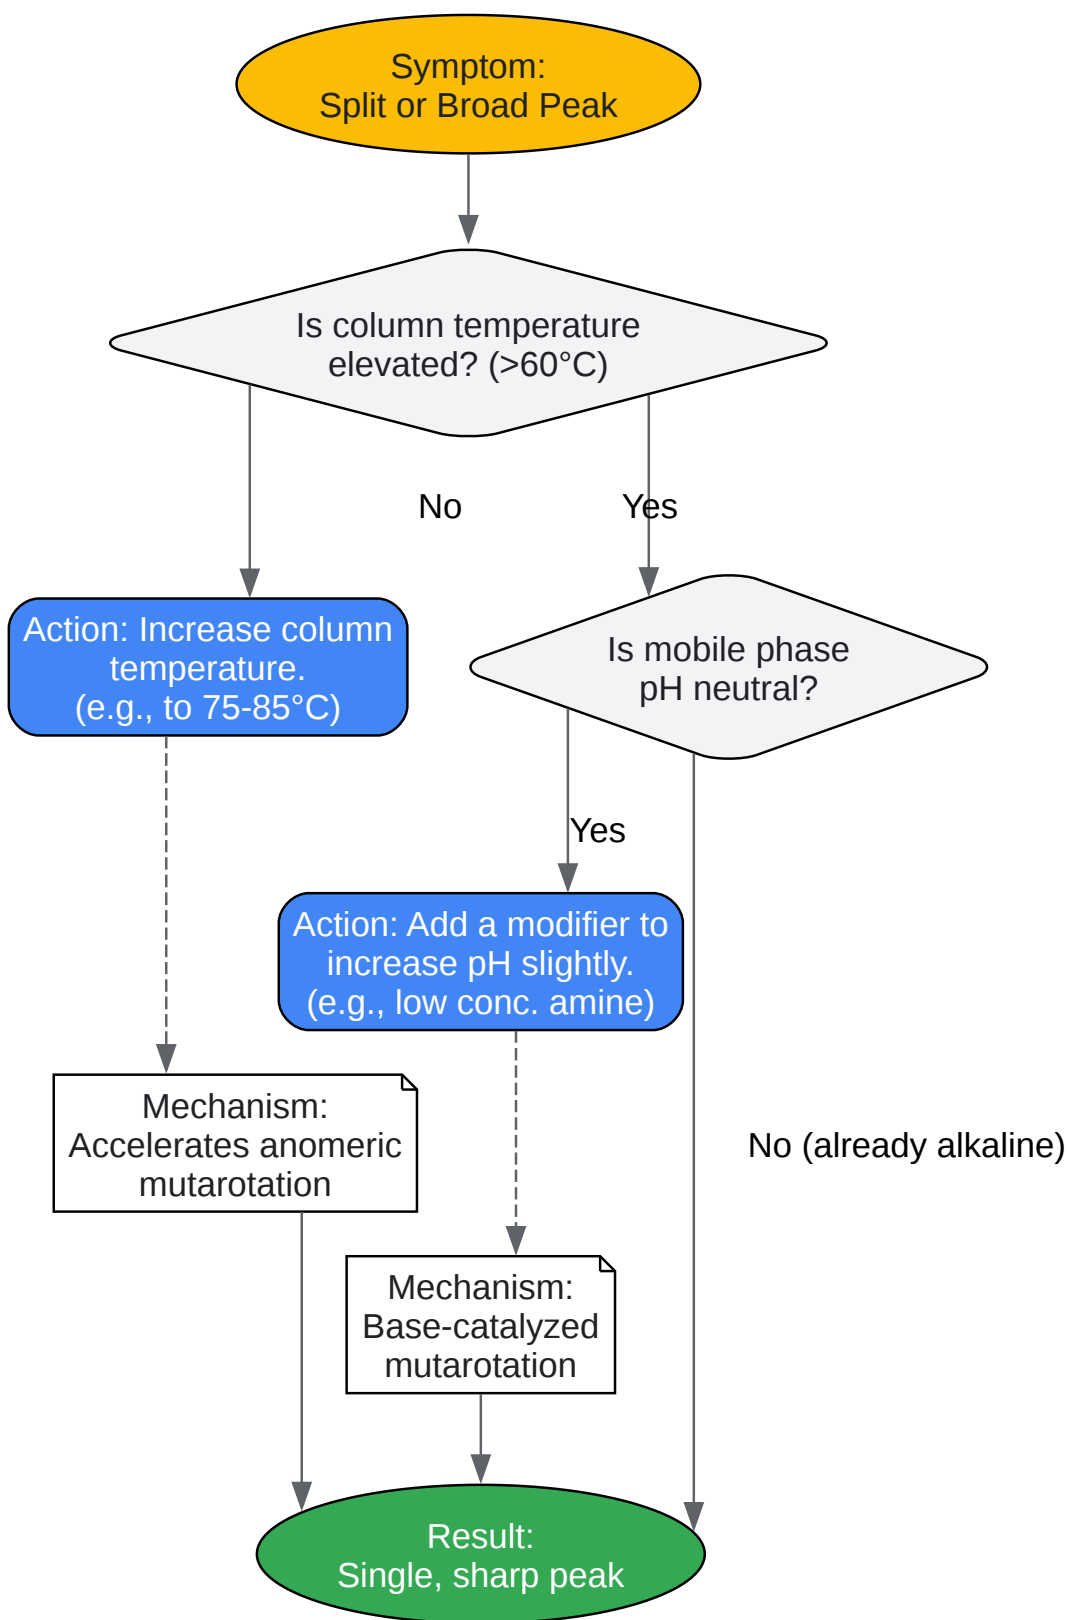 Symptom:
Split or Broad Peak
Is column temperature
elevated? (>60°C)
No
Yes
Action: Increase column
temperature.
(e.g., to 75-85°C)
Is mobile phase
pH neutral?
Yes
Action: Add a modifier to
increase pH slightly.
(e.g., low conc. amine)
Mechanism:
Accelerates anomeric
mutarotation
No (already alkaline)
Mechanism:
Base-catalyzed
mutarotation
Result:
Single, sharp peak